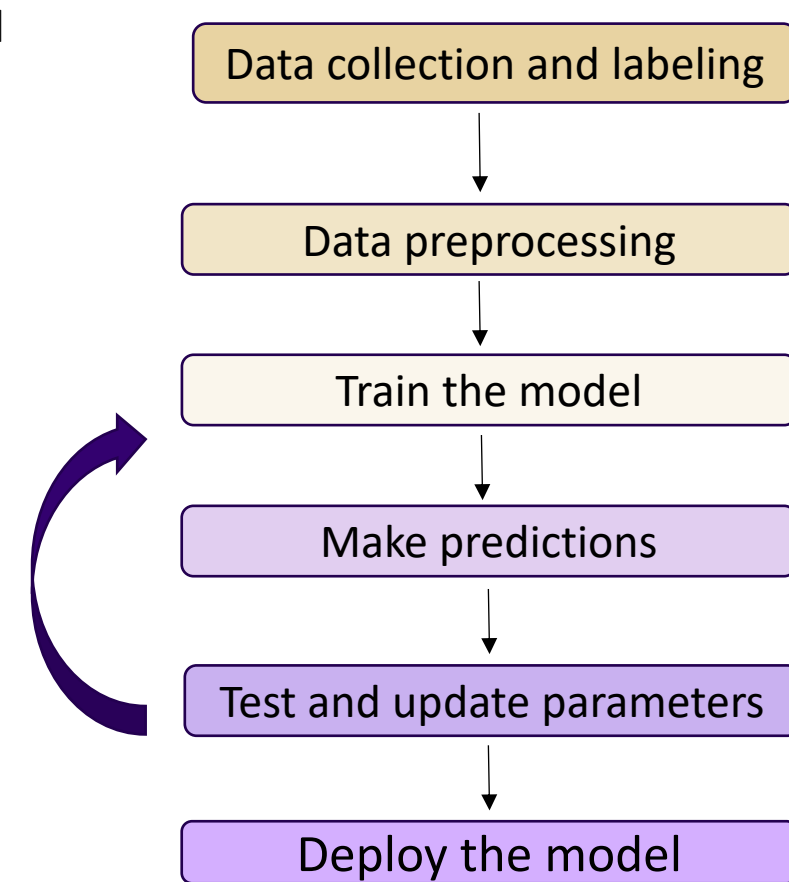 Data collection and labeling
Data preprocessing
Train the model
Make predictions
Test and update parameters
Deploy the model